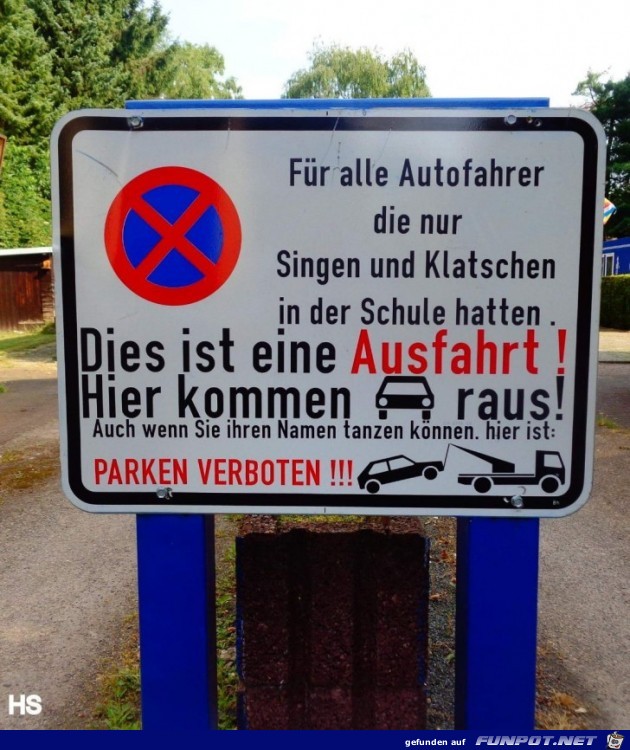 Für alle Autofahrer
die nur
Singen und Klatschen
in der Schule hatten .
Dies ist eine Ausfahrt !
Hier kommen raus!
Auch wenn Sie ihren Namen tanzen können. hier ist:
PARKEN VERBOTEN !!!
HS
gefunden auf FUNPOT.NET